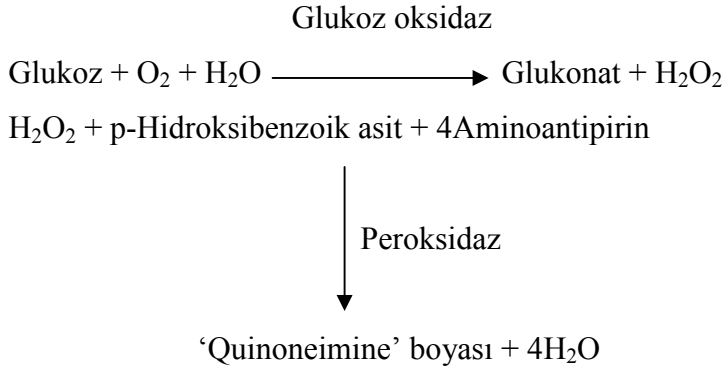 Glukoz oksidaz
Glukoz + O₂ + H₂O → Glukonat + H₂O₂
H₂O₂ + p-Hidroksibenzoik asit + 4Aminoantipirin
Peroksidaz
‘Quinoneimine’ boyası + 4H₂O